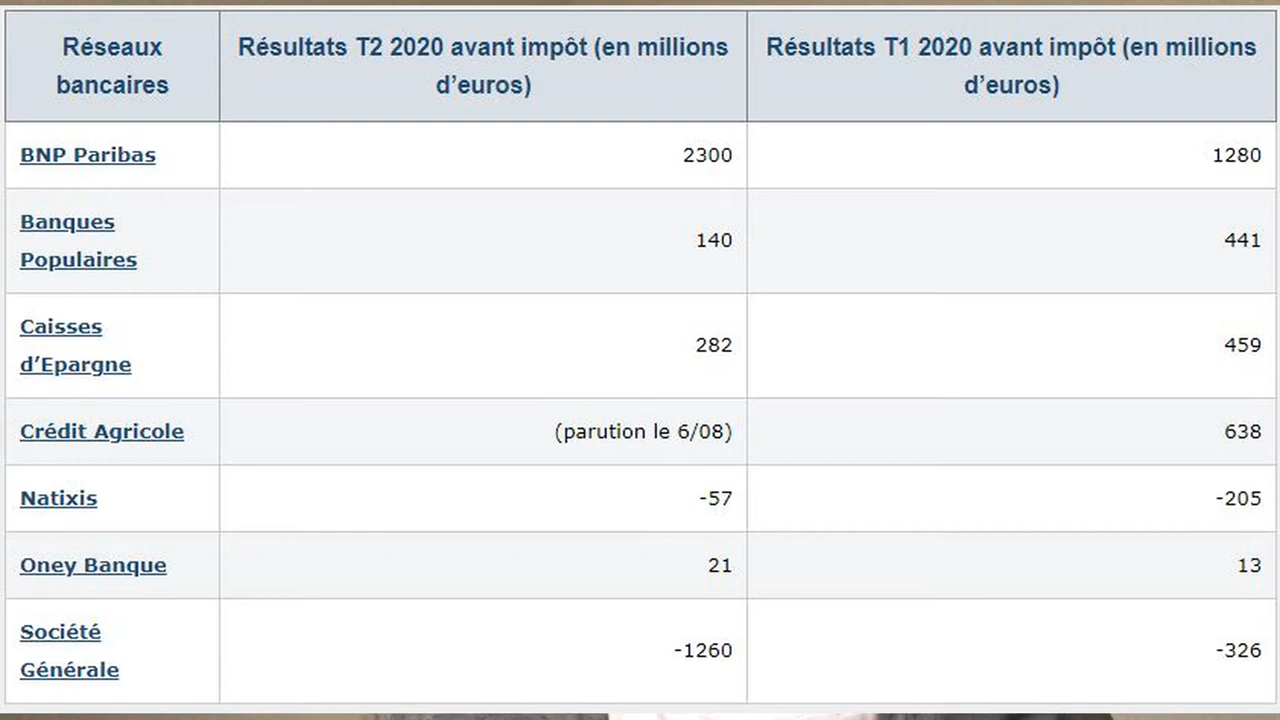 Réseaux
bancaires
Résultats T2 2020 avant impôt (en millions
d’euros)
Résultats T1 2020 avant impôt (en millions
d’euros)
BNP Paribas 2300 1280
Banques
Populaires
140 441
Caisses
d’Epargne
282 459
Crédit Agricole (parution le 6/08) 638
Natixis -57 -205
Oney Banque 21 13
Société
Générale
-1260 -326